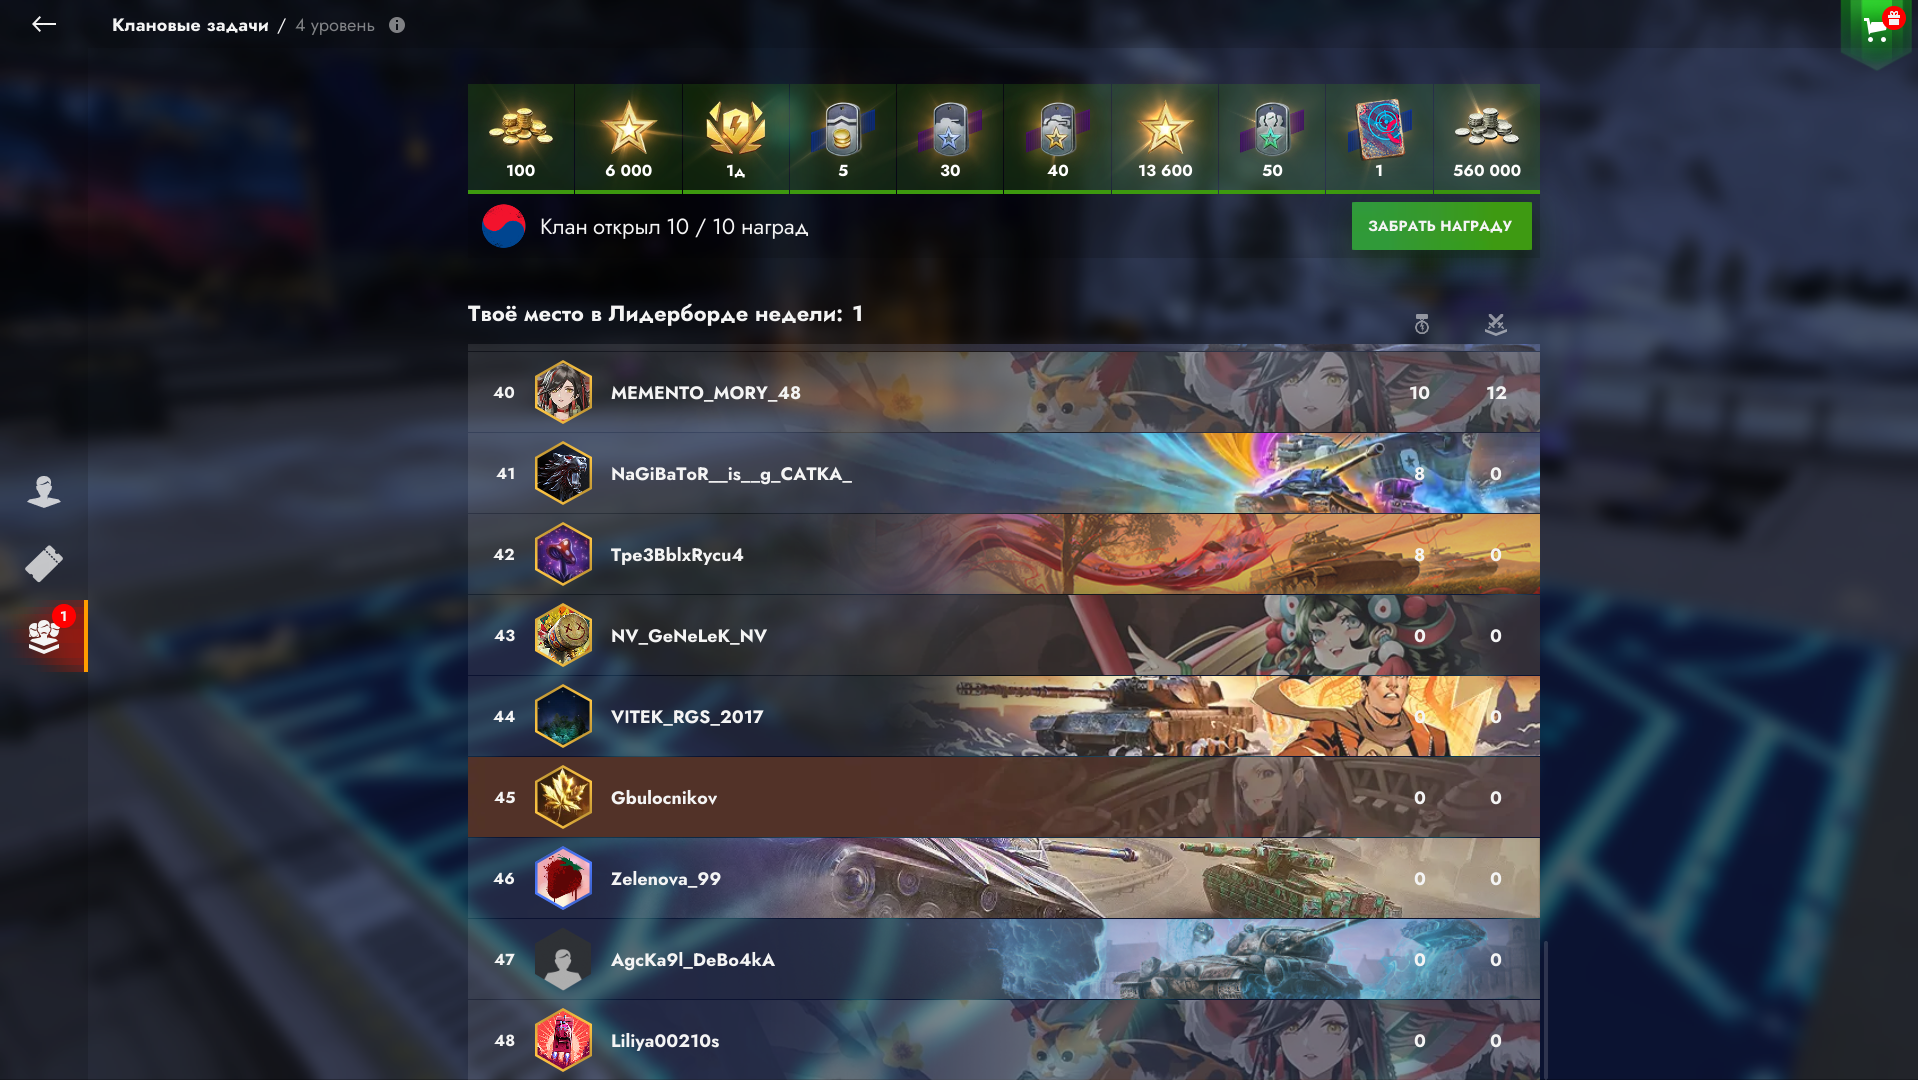 Клановые задачи / 4 уровень
100 6 000 1д 5 30 40 13 600 50 1 560 000
Клан открыл 10 / 10 наград
ЗАБРАТЬ НАГРАДУ
Твоё место в Лидерборде недели: 1
40 MEMENTO_MORY_48 10 12
41 NaGiBaToR__is__g_CATKA_ 8 0
42 Tpe3BblxRycu4 8 0
43 NV_GeNeLeK_NV 0 0
1
44 VITEK_RGS_2017 0 0
45 Gbulocnikov 0 0
46 Zelenova_99 0 0
47 AgcKa9l_DeBo4kA 0 0
48 Liliya00210s 0 0